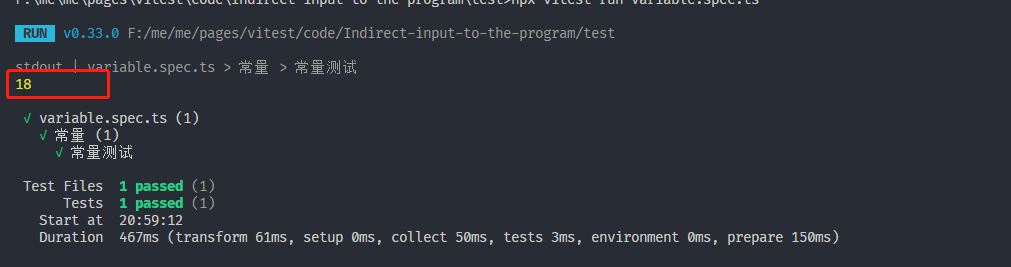 F:\me\me\pages\vitest\code\Indirect-input-to-the-program\test>npx vitest run variable.spec.ts
RUN v0.33.0 F:/me/me/pages/vitest/code/Indirect-input-to-the-program/test
stdout | variable.spec.ts > 常量 > 常量测试
18
√ variable.spec.ts (1)
√ 常量 (1)
√ 常量测试
Test Files 1 passed (1)
Tests 1 passed (1)
Start at 20:59:12
Duration 467ms (transform 61ms, setup 0ms, collect 50ms, tests 3ms, environment 0ms, prepare 150ms)